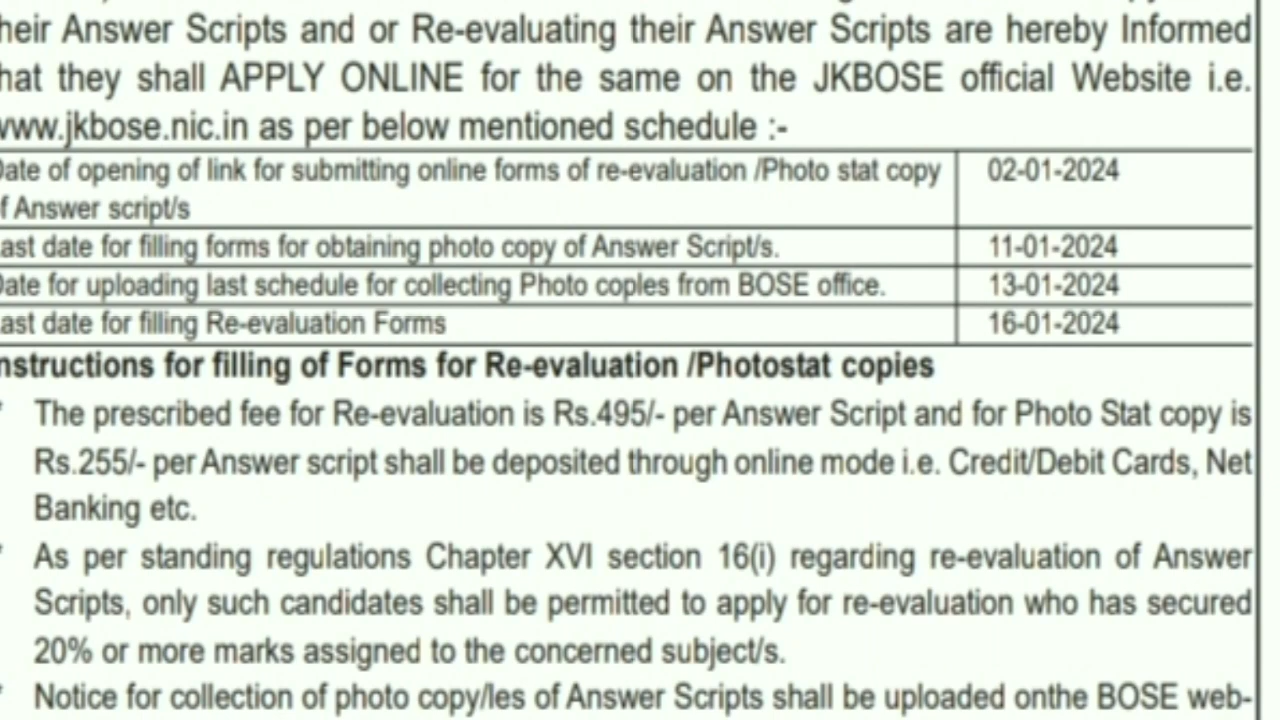 heir Answer Scripts and or Re-evaluating their Answer Scripts are hereby Informed
hat they shall APPLY ONLINE for the same on the JKBOSE official Website i.e.
www.jkbose.nic.in as per below mentioned schedule :-
Date of opening of link for submitting online forms of re-evaluation /Photo stat copy 02-01-2024
of Answer script/s
Last date for filling forms for obtaining photo copy of Answer Script/s. 11-01-2024
Date for uploading last schedule for collecting Photo coples from BOSE office. 13-01-2024
Last date for filling Re-evaluation Forms 16-01-2024
nstructions for filling of Forms for Re-evaluation /Photostat copies
* The prescribed fee for Re-evaluation is Rs.495/- per Answer Script and for Photo Stat copy is
Rs.255/- per Answer script shall be deposited through online mode i.e. Credit/Debit Cards, Net
Banking etc.
* As per standing regulations Chapter XVI section 16(i) regarding re-evaluation of Answer
Scripts, only such candidates shall be permitted to apply for re-evaluation who has secured
20% or more marks assigned to the concerned subject/s.
* Notice for collection of photo copy/les of Answer Scripts shall be uploaded onthe BOSE web-